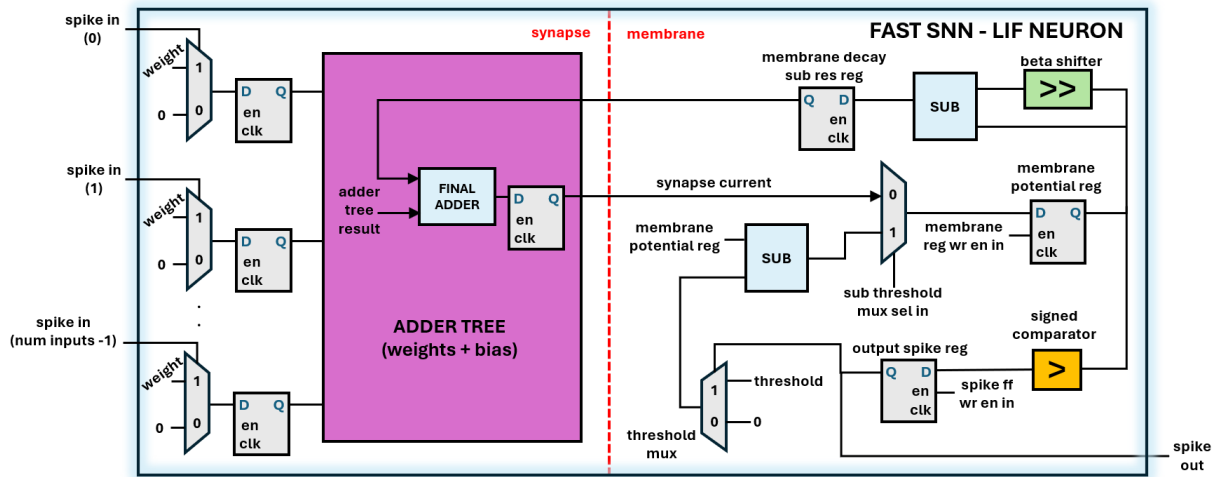 FAST SNN - LIF NEURON
synapse
membrane
spike in
(0)
weight
1
0
0
D Q
en
clk
spike in
(1)
weight
1
0
0
D Q
en
clk
.
.
spike in
(num inputs -1)
weight
1
0
0
D Q
en
clk
adder
tree
result
FINAL
ADDER
D Q
en
clk
ADDER TREE
(weights + bias)
membrane decay
sub res reg
Q D
en
clk
SUB
beta shifter
>>
synapse current
0
1
membrane
potential reg
SUB
sub threshold
mux sel in
membrane
potential reg
D Q
en
clk
membrane
reg wr en in
signed
comparator
>
output spike reg
Q D
en
clk
spike ff
wr en in
1
0
threshold
0
threshold
mux
spike
out